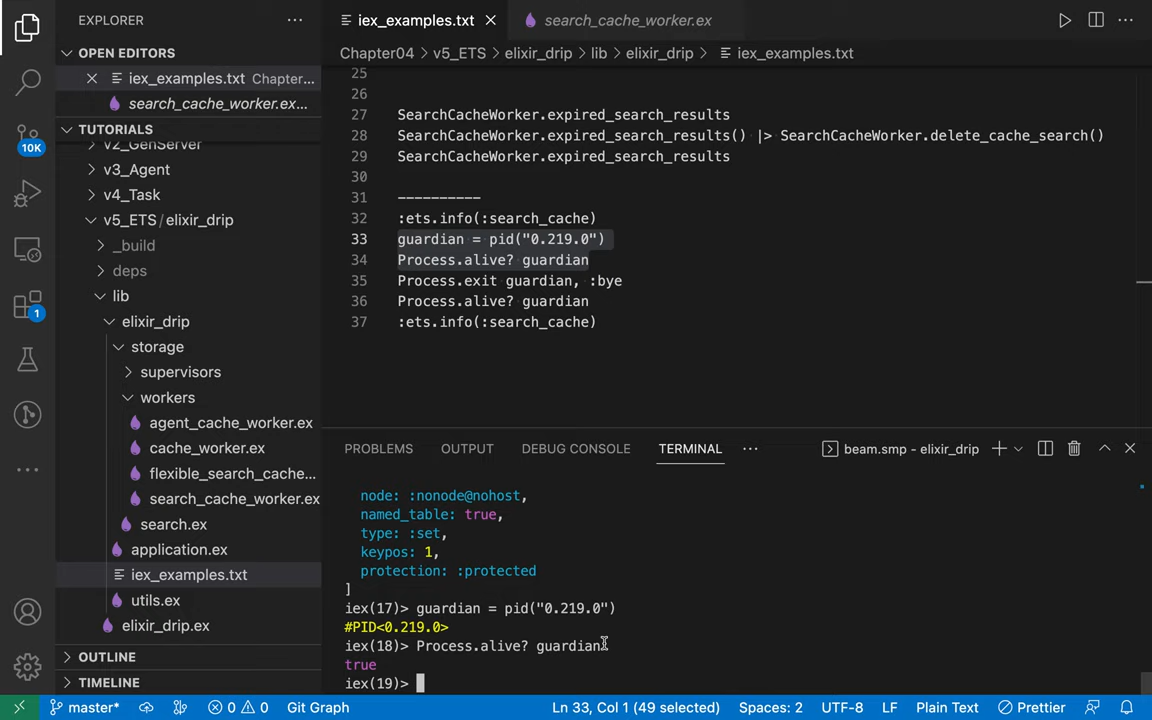 EXPLORER
OPEN EDITORS
iex_examples.txt Chapter...
search_cache_worker.ex...
TUTORIALS
v2_GenServer
v3_Agent
v4_Task
v5_ETS / elixir_drip
_build
deps
lib
elixir_drip
storage
supervisors
workers
agent_cache_worker.ex
cache_worker.ex
flexible_search_cache...
search_cache_worker.ex
search.ex
application.ex
iex_examples.txt
utils.ex
elixir_drip.ex
OUTLINE
TIMELINE
10K
1
iex_examples.txt search_cache_worker.ex
Chapter04 > v5_ETS > elixir_drip > lib > elixir_drip > iex_examples.txt
25
26
27 SearchCacheWorker.expired_search_results
28 SearchCacheWorker.expired_search_results() |> SearchCacheWorker.delete_cache_search()
29 SearchCacheWorker.expired_search_results
30
31 ----------
32 :ets.info(:search_cache)
33 guardian = pid("0.219.0")
34 Process.alive? guardian
35 Process.exit guardian, :bye
36 Process.alive? guardian
37 :ets.info(:search_cache)
PROBLEMS OUTPUT DEBUG CONSOLE TERMINAL beam.smp - elixir_drip
node: :nonode@nohost,
named_table: true,
type: :set,
keypos: 1,
protection: :protected
]
iex(17)> guardian = pid("0.219.0")
#PID<0.219.0>
iex(18)> Process.alive? guardian
true
iex(19)>
master* 0 0 Git Graph Ln 33, Col 1 (49 selected) Spaces: 2 UTF-8 LF Plain Text Prettier